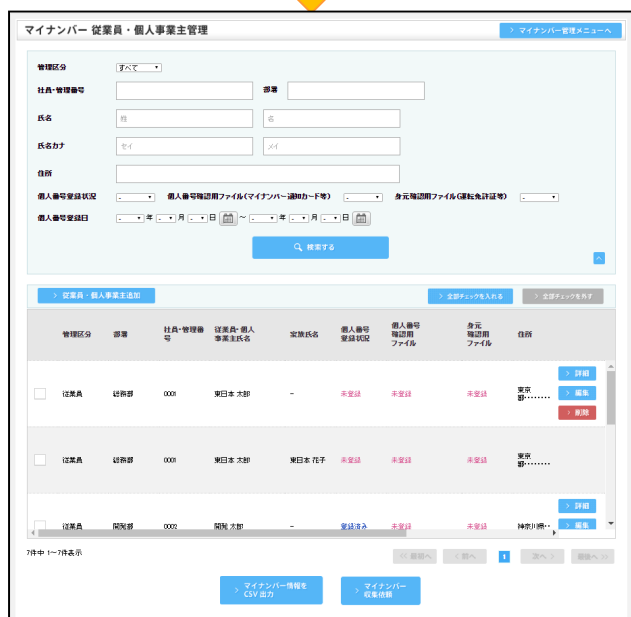 マイナンバー 従業員・個人事業主管理
> マイナンバー管理メニューへ
管理区分 すべて
社員・管理番号 部署
氏名 姓 名
氏名カナ セイ メイ
住所
個人番号登録状況 - 個人番号確認用ファイル(マイナンバー通知カード等) - 身元確認用ファイル(運転免許証等) -
個人番号登録日 - 年 - 月 - 日 ~ - 年 - 月 - 日
検索する
> 従業員・個人事業主追加 > 全部チェックを入れる > 全部チェックを外す
管理区分 部署 社員・管理番号 従業員・個人事業主氏名 家族氏名 個人番号登録状況 個人番号確認用ファイル 身元確認用ファイル 住所
従業員 総務部 0001 東日本 太郎 - 未登録 未登録 未登録 東京都・・・・・・・・ > 詳細 > 編集 > 削除
従業員 総務部 0001 東日本 太郎 東日本 花子 未登録 未登録 未登録 東京都・・・・・・・・
従業員 開発部 0002 開発 太郎 - 登録済み 未登録 未登録 神奈川県・・ > 詳細 > 編集
7件中 1~7件表示
<< 最初へ < 前へ 1 次へ > 最後へ >>
> マイナンバー情報をCSV出力 > マイナンバー収集依頼